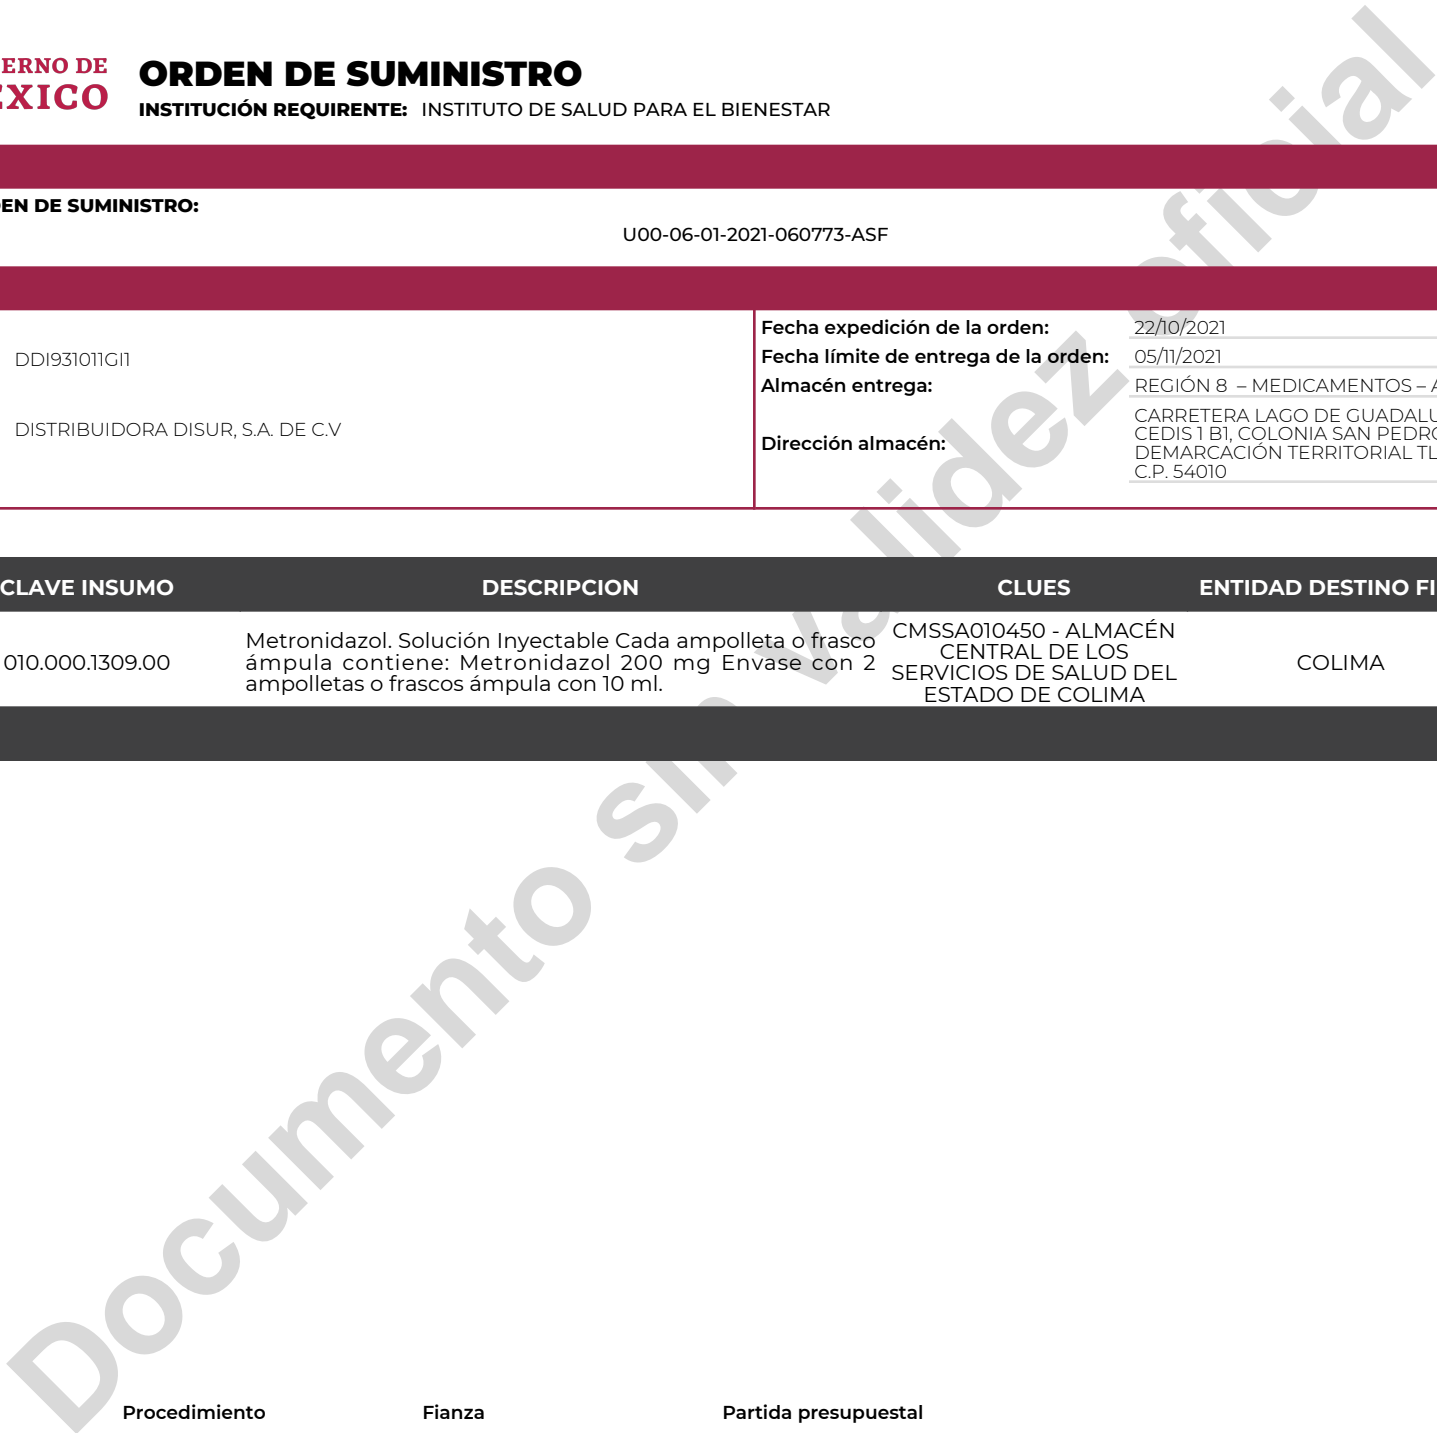 ERNO DE
ÉXICO
ORDEN DE SUMINISTRO
INSTITUCIÓN REQUIRENTE: INSTITUTO DE SALUD PARA EL BIENESTAR
EN DE SUMINISTRO:
U00-06-01-2021-060773-ASF
DDI931011GI1
DISTRIBUIDORA DISUR, S.A. DE C.V
Fecha expedición de la orden: 22/10/2021
Fecha límite de entrega de la orden: 05/11/2021
Almacén entrega: REGIÓN 8 – MEDICAMENTOS – A
Dirección almacén:
CARRETERA LAGO DE GUADALU
CEDIS 1 B1, COLONIA SAN PEDRO
DEMARCACIÓN TERRITORIAL TL
C.P. 54010
CLAVE INSUMO DESCRIPCION CLUES ENTIDAD DESTINO FI
010.000.1309.00
Metronidazol. Solución Inyectable Cada ampolleta o frasco
ámpula contiene: Metronidazol 200 mg Envase con 2
ampolletas o frascos ámpula con 10 ml.
CMSSA010450 - ALMACÉN
CENTRAL DE LOS
SERVICIOS DE SALUD DEL
ESTADO DE COLIMA
COLIMA
Documento sin validez oficial
Procedimiento Fianza Partida presupuestal